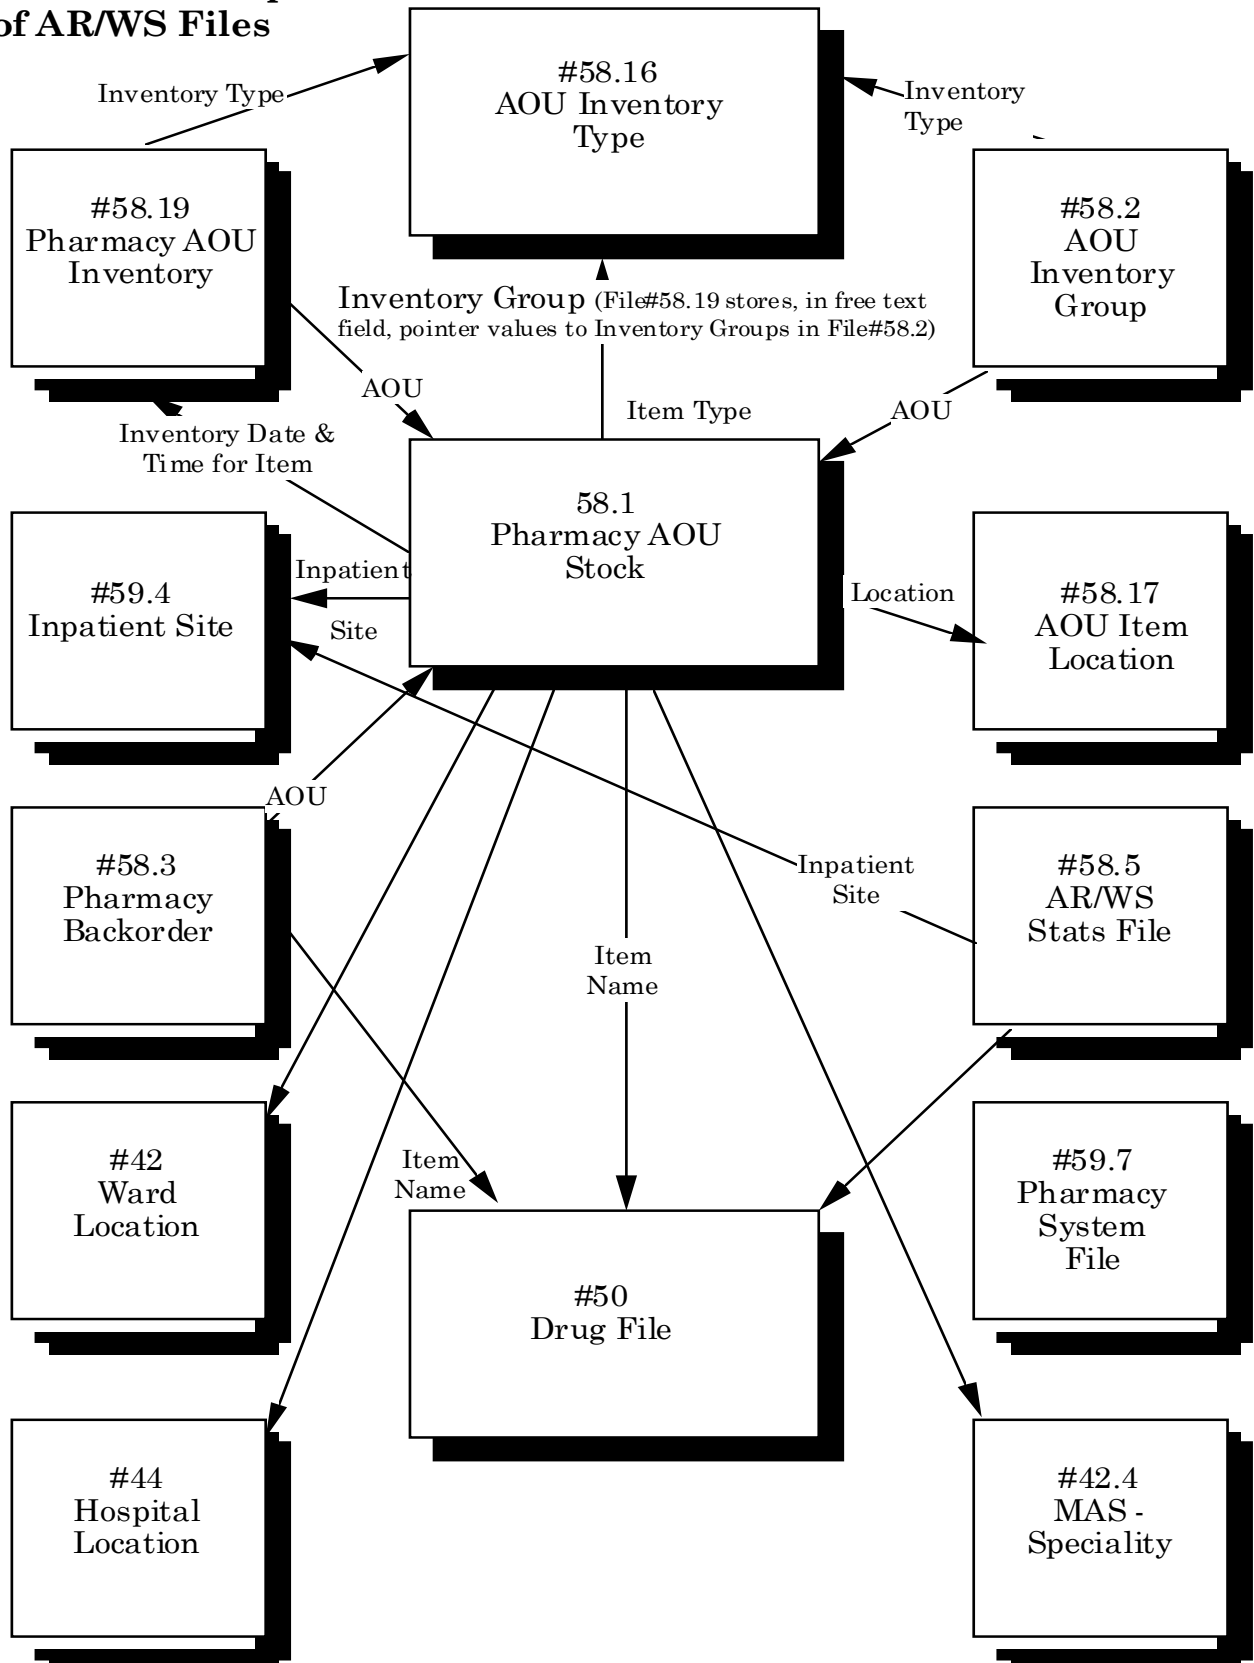 of AR/WS Files
#58.16
AOU Inventory
Type
Inventory Type
Inventory
Type
#58.19
Pharmacy AOU
Inventory
#58.2
AOU
Inventory
Group
Inventory Group (File#58.19 stores, in free text
field, pointer values to Inventory Groups in File#58.2)
AOU
Item Type
AOU
Inventory Date &
Time for Item
58.1
Pharmacy AOU
Stock
Inpatient
Site
#59.4
Inpatient Site
Location
#58.17
AOU Item
Location
AOU
#58.3
Pharmacy
Backorder
Inpatient
Site
#58.5
AR/WS
Stats File
Item
Name
#42
Ward
Location
Item
Name
#59.7
Pharmacy
System
File
#50
Drug File
#44
Hospital
Location
#42.4
MAS -
Speciality